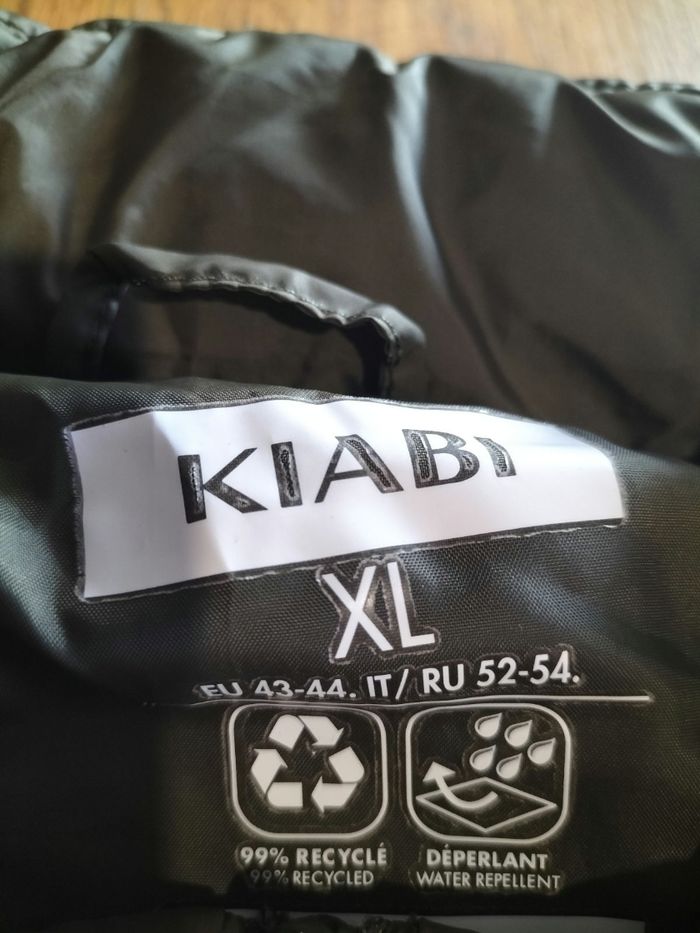 KIABI
XL
EU 43-44. IT/ RU 52-54.
99% RECYCLÉ
99% RECYCLED
DÉPERLANT
WATER REPELLENT